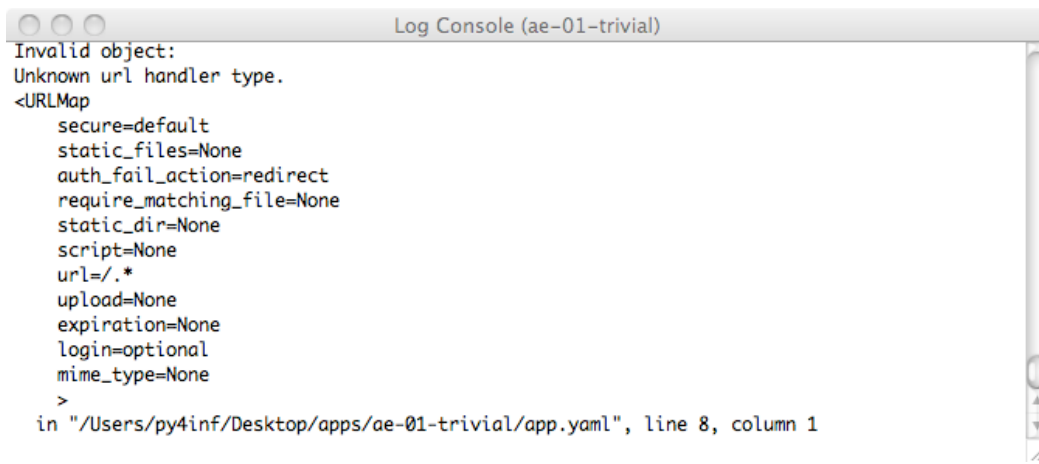 Log Console (ae-01-trivial)
Invalid object:
Unknown url handler type.
<URLMap
    secure=default
    static_files=None
    auth_fail_action=redirect
    require_matching_file=None
    static_dir=None
    script=None
    url=/.*
    upload=None
    expiration=None
    login=optional
    mime_type=None
    >
  in "/Users/py4inf/Desktop/apps/ae-01-trivial/app.yaml", line 8, column 1